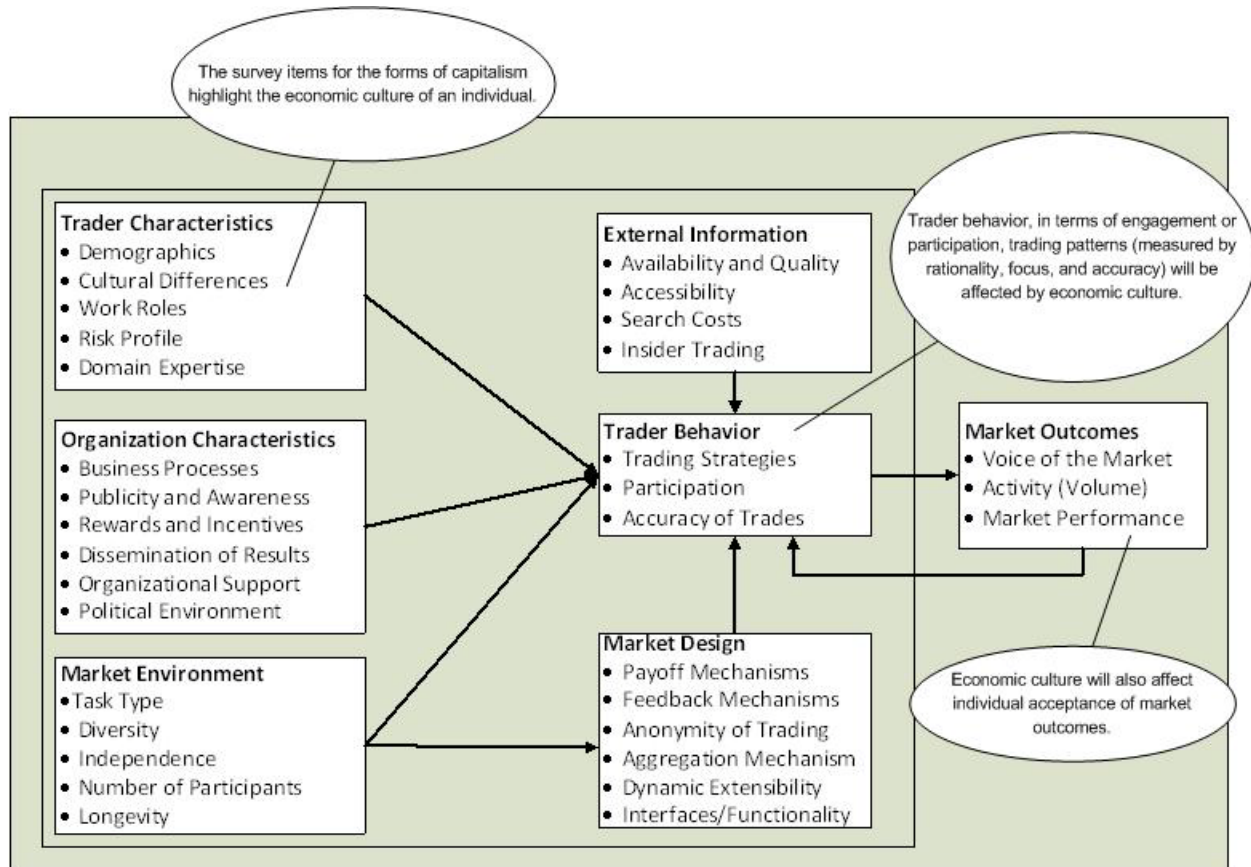 The survey items for the forms of capitalism
highlight the economic culture of an individual.
Trader Characteristics
• Demographics
• Cultural Differences
• Work Roles
• Risk Profile
• Domain Expertise
External Information
• Availability and Quality
• Accessibility
• Search Costs
• Insider Trading
Trader behavior, in terms of engagement or
participation, trading patterns (measured by
rationality, focus, and accuracy) will be
affected by economic culture.
Organization Characteristics
• Business Processes
• Publicity and Awareness
• Rewards and Incentives
• Dissemination of Results
• Organizational Support
• Political Environment
Trader Behavior
• Trading Strategies
• Participation
• Accuracy of Trades
Market Outcomes
• Voice of the Market
• Activity (Volume)
• Market Performance
Market Environment
•Task Type
• Diversity
• Independence
• Number of Participants
• Longevity
Market Design
• Payoff Mechanisms
• Feedback Mechanisms
• Anonymity of Trading
• Aggregation Mechanism
• Dynamic Extensibility
• Interfaces/Functionality
Economic culture will also affect
individual acceptance of market
outcomes.